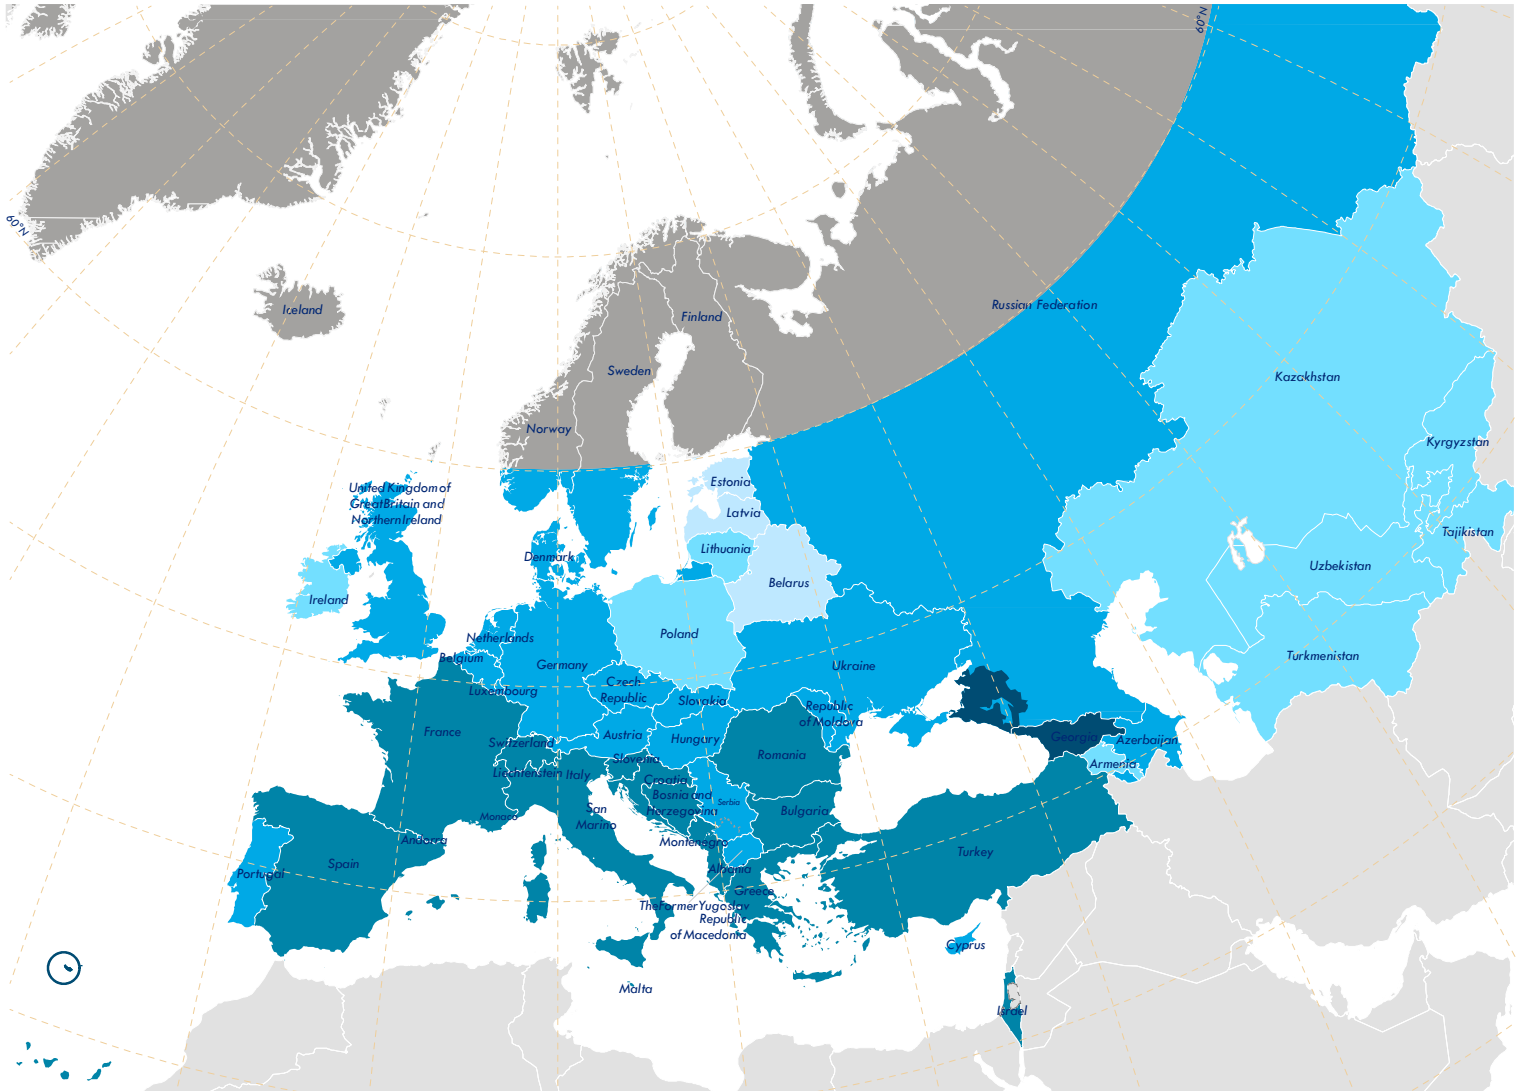 60°N
60°N
Iceland
Russian Federation
Finland
Sweden
Kazakhstan
Norway
Kyrgyzstan
Estonia
United Kingdom of
Great Britain and
Northern Ireland
Latvia
Tajikistan
Lithuania
Denmark
Uzbekistan
Belarus
Ireland
Poland
Netherlands
Turkmenistan
Belgium
Germany
Ukraine
Czech
Republic
Luxembourg
Slovakia
Republic
of Moldova
France
Austria
Georgia
Hungary
Azerbaijan
Switzerland
Romania
Slovenia
Armenia
Liechtenstein
Italy
Croatia
Bosnia and
Herzegovina
Serbia
San
Marino
Bulgaria
Monaco
Andorra
Montenegro
Turkey
Spain
Albania
Portugal
Greece
The Former Yugoslav
Republic
of Macedonia
Cyprus
Malta
Israel